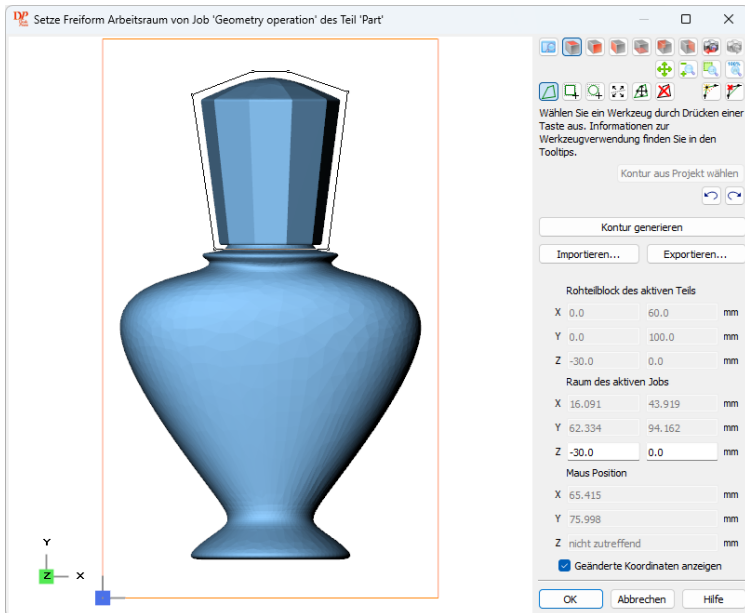 Setze Freiform Arbeitsraum von Job 'Geometry operation' des Teil 'Part'
Wählen Sie ein Werkzeug durch Drücken einer
Taste aus. Informationen zur
Werkzeugverwendung finden Sie in den
Tooltips.
Kontur aus Projekt wählen
Kontur generieren
Importieren... Exportieren...
Rohteilblock des aktiven Teils
X 0.0 60.0 mm
Y 0.0 100.0 mm
Z -30.0 0.0 mm
Raum des aktiven Jobs
X 16.091 43.919 mm
Y 62.334 94.162 mm
Z -30.0 0.0 mm
Maus Position
X 65.415 mm
Y 75.998 mm
Z nicht zutreffend mm
Geänderte Koordinaten anzeigen
OK Abbrechen Hilfe
Y
Z X